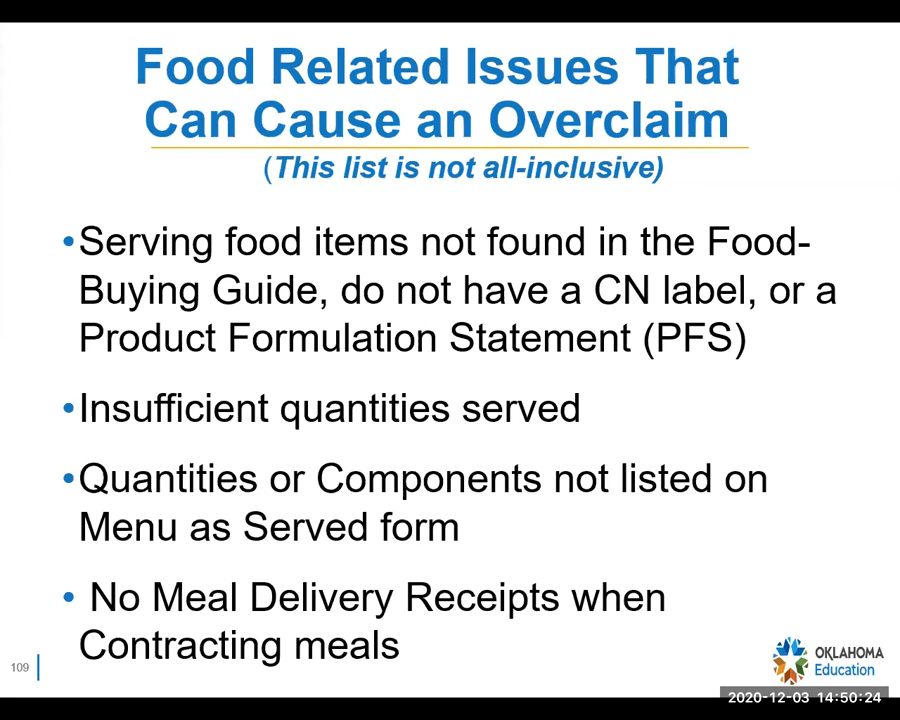 Food Related Issues That
Can Cause an Overclaim
(This list is not all-inclusive)
•Serving food items not found in the Food-
Buying Guide, do not have a CN label, or a
Product Formulation Statement (PFS)
•Insufficient quantities served
•Quantities or Components not listed on
Menu as Served form
• No Meal Delivery Receipts when
Contracting meals
109
OKLAHOMA
Education
2020-12-03 14:50:24